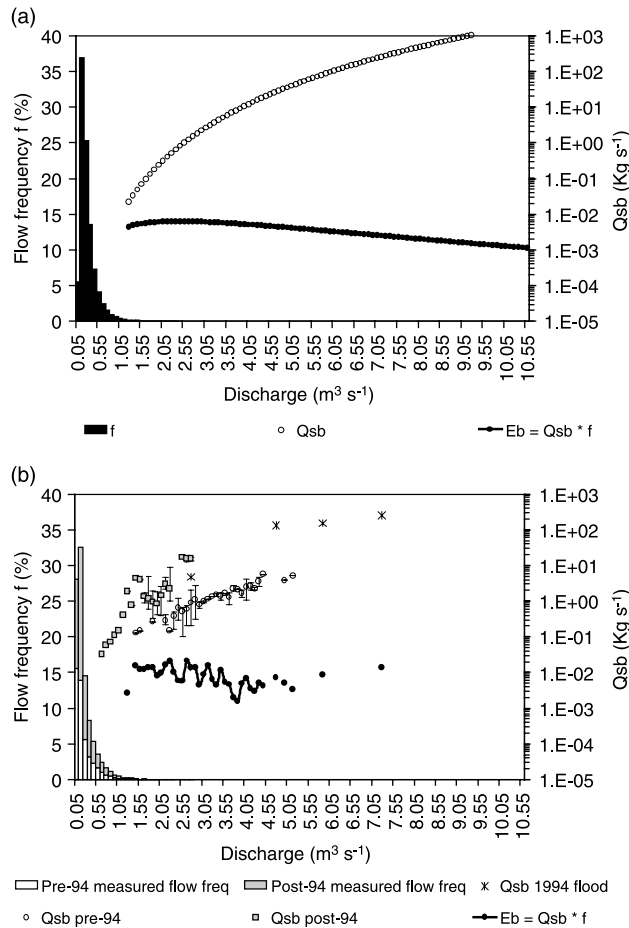 (a)
Flow frequency f (%)
40
35
30
25
20
15
10
5
0
1.E+03
1.E+02
1.E+01
1.E+00
1.E-01
1.E-02
1.E-03
1.E-04
1.E-05
Qsb (Kg s⁻¹)
0.05 0.55 1.05 1.55 2.05 2.55 3.05 3.55 4.05 4.55 5.05 5.55 6.05 6.55 7.05 7.55 8.05 8.55 9.05 9.55 10.05 10.55
Discharge (m³ s⁻¹)
f Qsb Eb = Qsb * f
(b)
Flow frequency f (%)
40
35
30
25
20
15
10
5
0
1.E+03
1.E+02
1.E+01
1.E+00
1.E-01
1.E-02
1.E-03
1.E-04
1.E-05
Qsb (Kg s⁻¹)
0.05 0.55 1.05 1.55 2.05 2.55 3.05 3.55 4.05 4.55 5.05 5.55 6.05 6.55 7.05 7.55 8.05 8.55 9.05 9.55 10.05 10.55
Discharge (m³ s⁻¹)
Pre-94 measured flow freq Post-94 measured flow freq Qsb 1994 flood
Qsb pre-94 Qsb post-94 Eb = Qsb * f